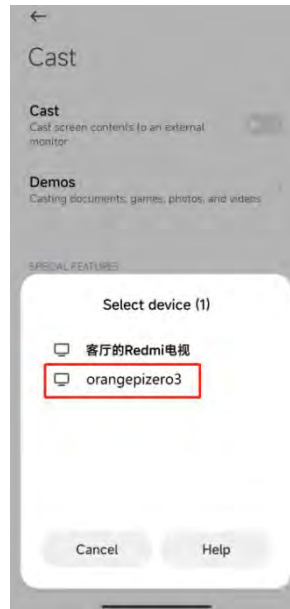 Cast
Cast
Cast screen contents to an external
monitor
Demos
Casting documents, games, photos, and videos
SPECIAL FEATURES
Select device (1)
客厅的Redmi电视
orangepizero3
Cancel
Help